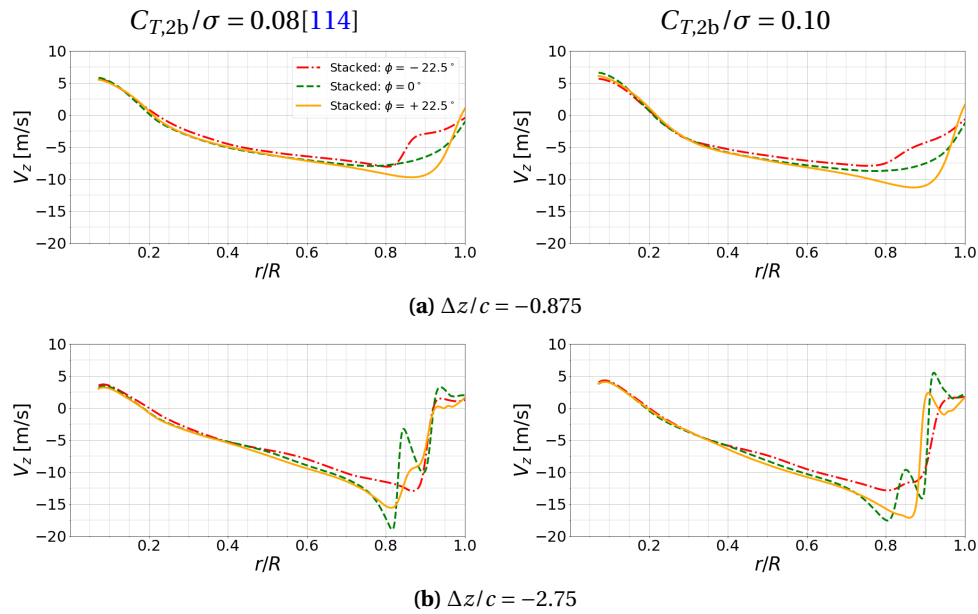 C_{T,2b}/σ = 0.08[114]
C_{T,2b}/σ = 0.10
10
5
0
−5
−10
−15
−20
V_z [m/s]
0.2 0.4 0.6 0.8 1.0
r/R
Stacked: ϕ = − 22.5°
Stacked: ϕ = 0°
Stacked: ϕ = + 22.5°
10
5
0
−5
−10
−15
−20
V_z [m/s]
0.2 0.4 0.6 0.8 1.0
r/R
(a) Δz/c = −0.875
10
5
0
−5
−10
−15
−20
V_z [m/s]
0.2 0.4 0.6 0.8 1.0
r/R
10
5
0
−5
−10
−15
−20
V_z [m/s]
0.2 0.4 0.6 0.8 1.0
r/R
(b) Δz/c = −2.75